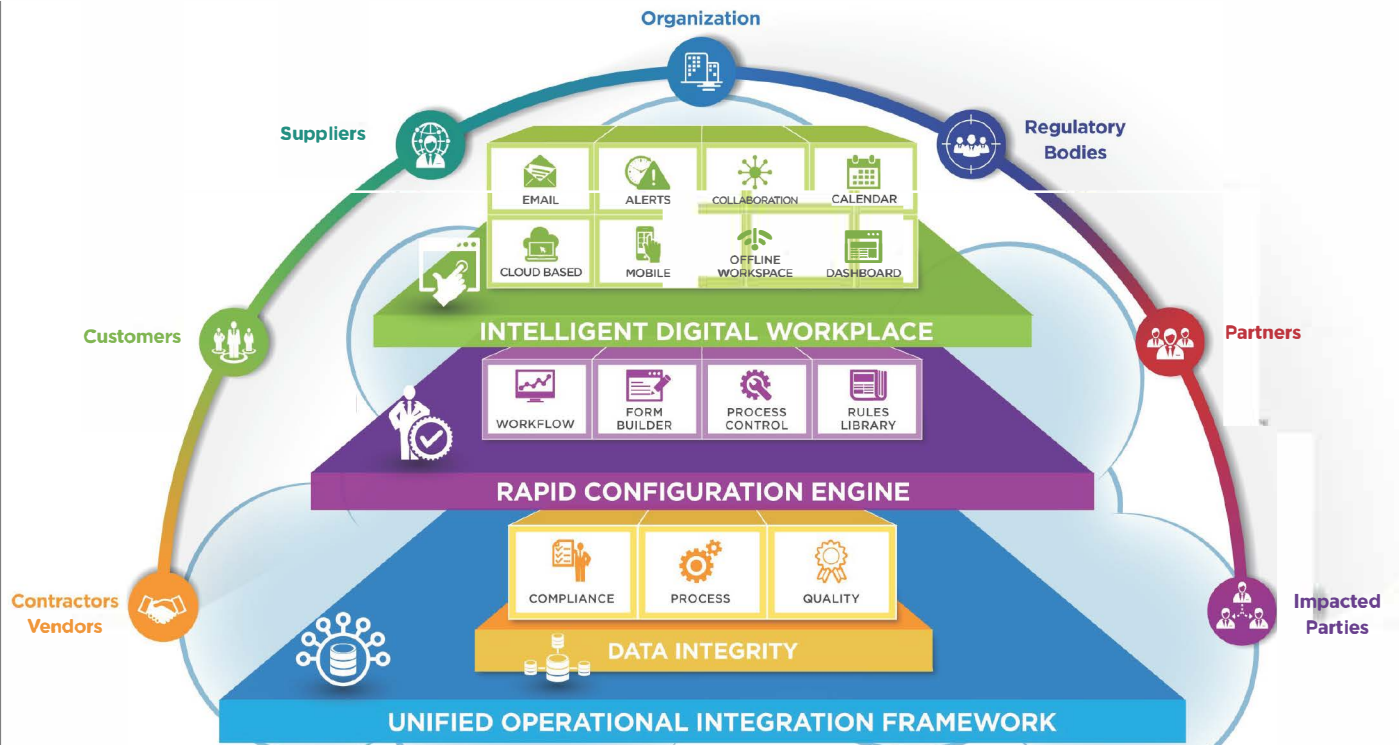 Organization
Suppliers
Regulatory
Bodies
EMAIL
ALERTS
COLLABORATION
CALENDAR
CLOUD BASED
MOBILE
OFFLINE
WORKSPACE
DASHBOARD
INTELLIGENT DIGITAL WORKPLACE
Customers
Partners
WORKFLOW
FORM
BUILDER
PROCESS
CONTROL
RULES
LIBRARY
RAPID CONFIGURATION ENGINE
COMPLIANCE
PROCESS
QUALITY
Contractors
Vendors
Impacted
Parties
DATA INTEGRITY
UNIFIED OPERATIONAL INTEGRATION FRAMEWORK